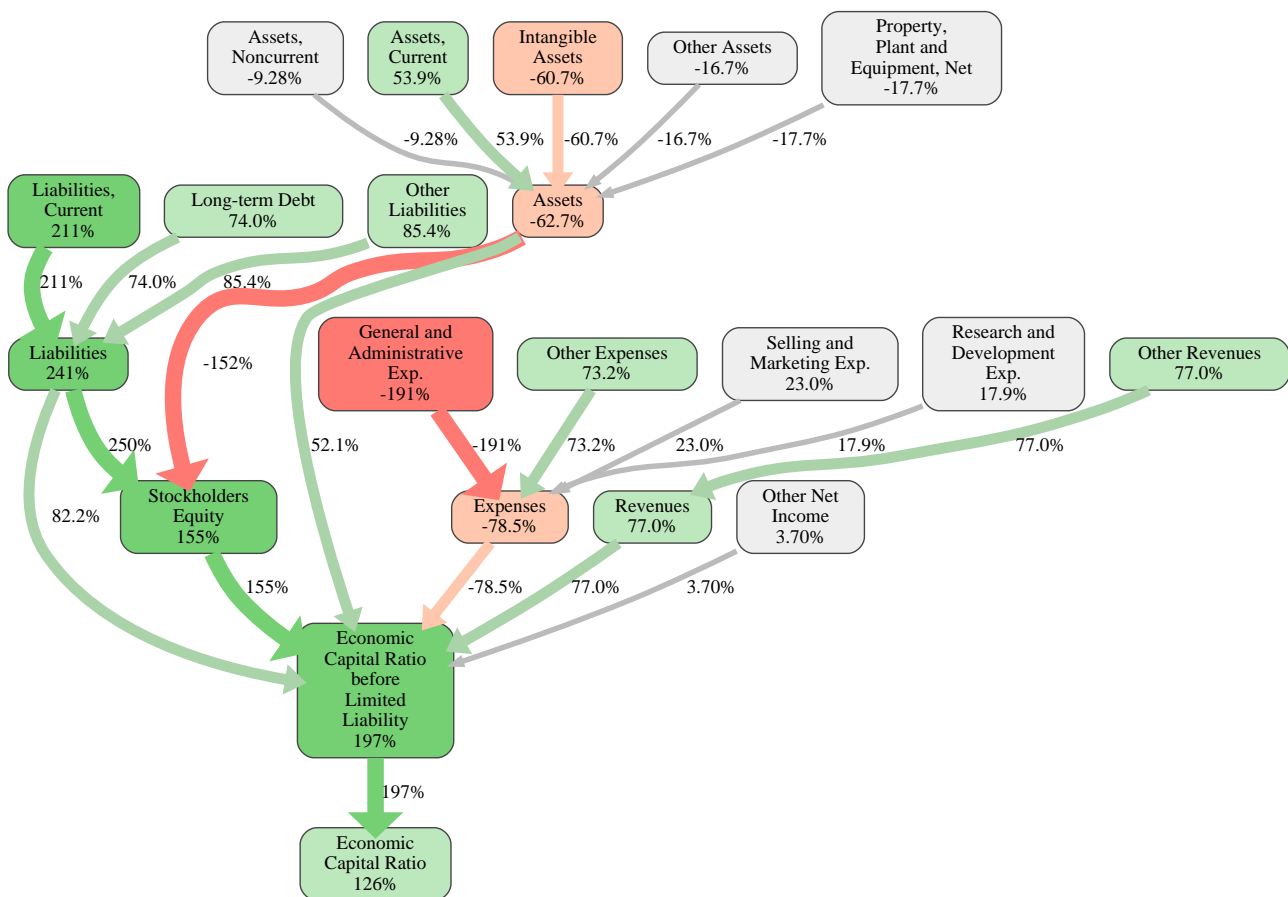 Assets,
Noncurrent
-9.28%
Assets,
Current
53.9%
Intangible
Assets
-60.7%
Other Assets
-16.7%
Property,
Plant and
Equipment, Net
-17.7%
-9.28%
53.9%
-60.7%
-16.7%
-17.7%
Liabilities,
Current
211%
Long-term Debt
74.0%
Other
Liabilities
85.4%
Assets
-62.7%
211%
74.0%
85.4%
Liabilities
241%
-152%
General and
Administrative
Exp.
-191%
Other Expenses
73.2%
Selling and
Marketing Exp.
23.0%
Research and
Development
Exp.
17.9%
Other Revenues
77.0%
250%
52.1%
-191%
73.2%
23.0%
17.9%
77.0%
82.2%
Stockholders
Equity
155%
Expenses
-78.5%
Revenues
77.0%
Other Net
Income
3.70%
155%
-78.5%
77.0%
3.70%
Economic
Capital Ratio
before
Limited
Liability
197%
197%
Economic
Capital Ratio
126%